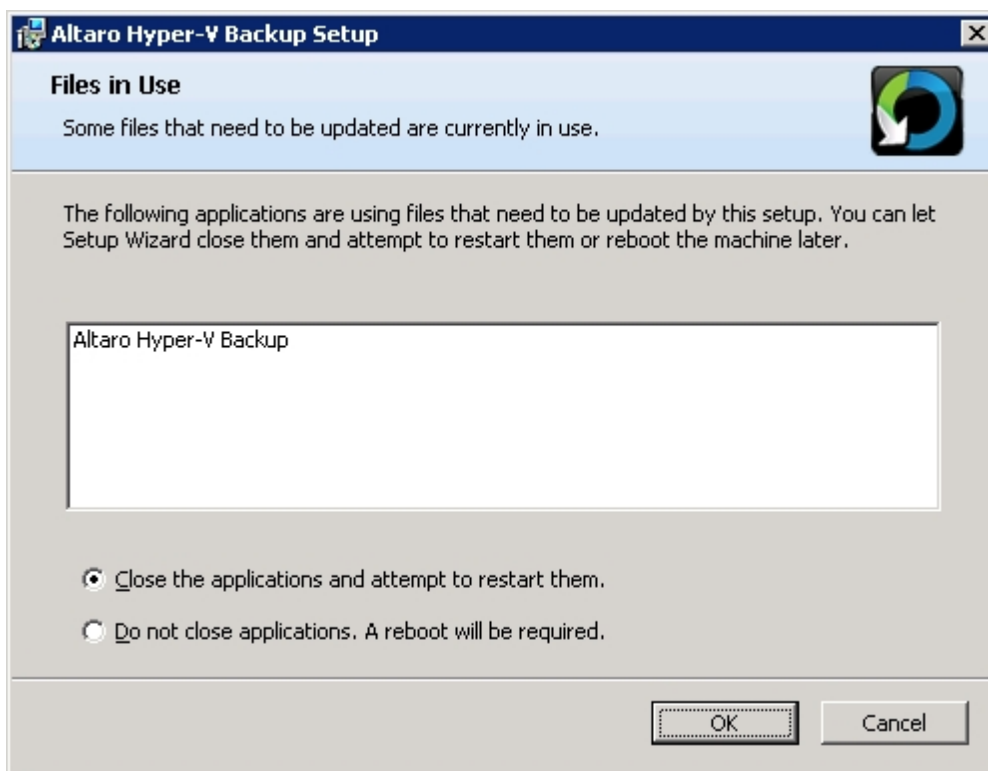 Altaro Hyper-V Backup Setup
Files in Use
Some files that need to be updated are currently in use.
The following applications are using files that need to be updated by this setup. You can let
Setup Wizard close them and attempt to restart them or reboot the machine later.
Altaro Hyper-V Backup
Close the applications and attempt to restart them.
Do not close applications. A reboot will be required.
OK
Cancel